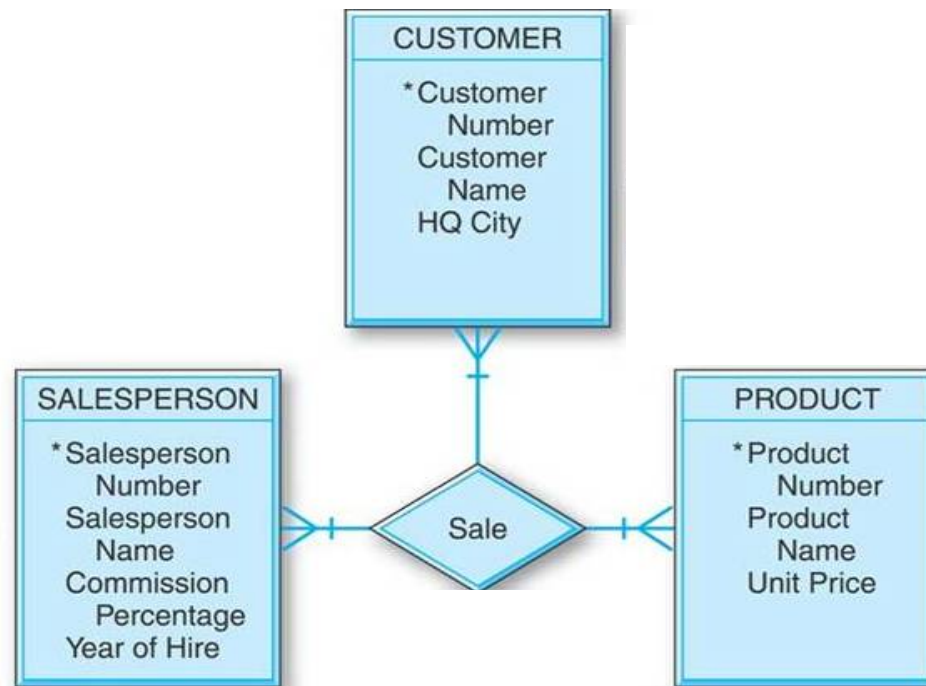 CUSTOMER
*Customer
Number
Customer
Name
HQ City
SALESPERSON
*Salesperson
Number
Salesperson
Name
Commission
Percentage
Year of Hire
Sale
PRODUCT
*Product
Number
Product
Name
Unit Price